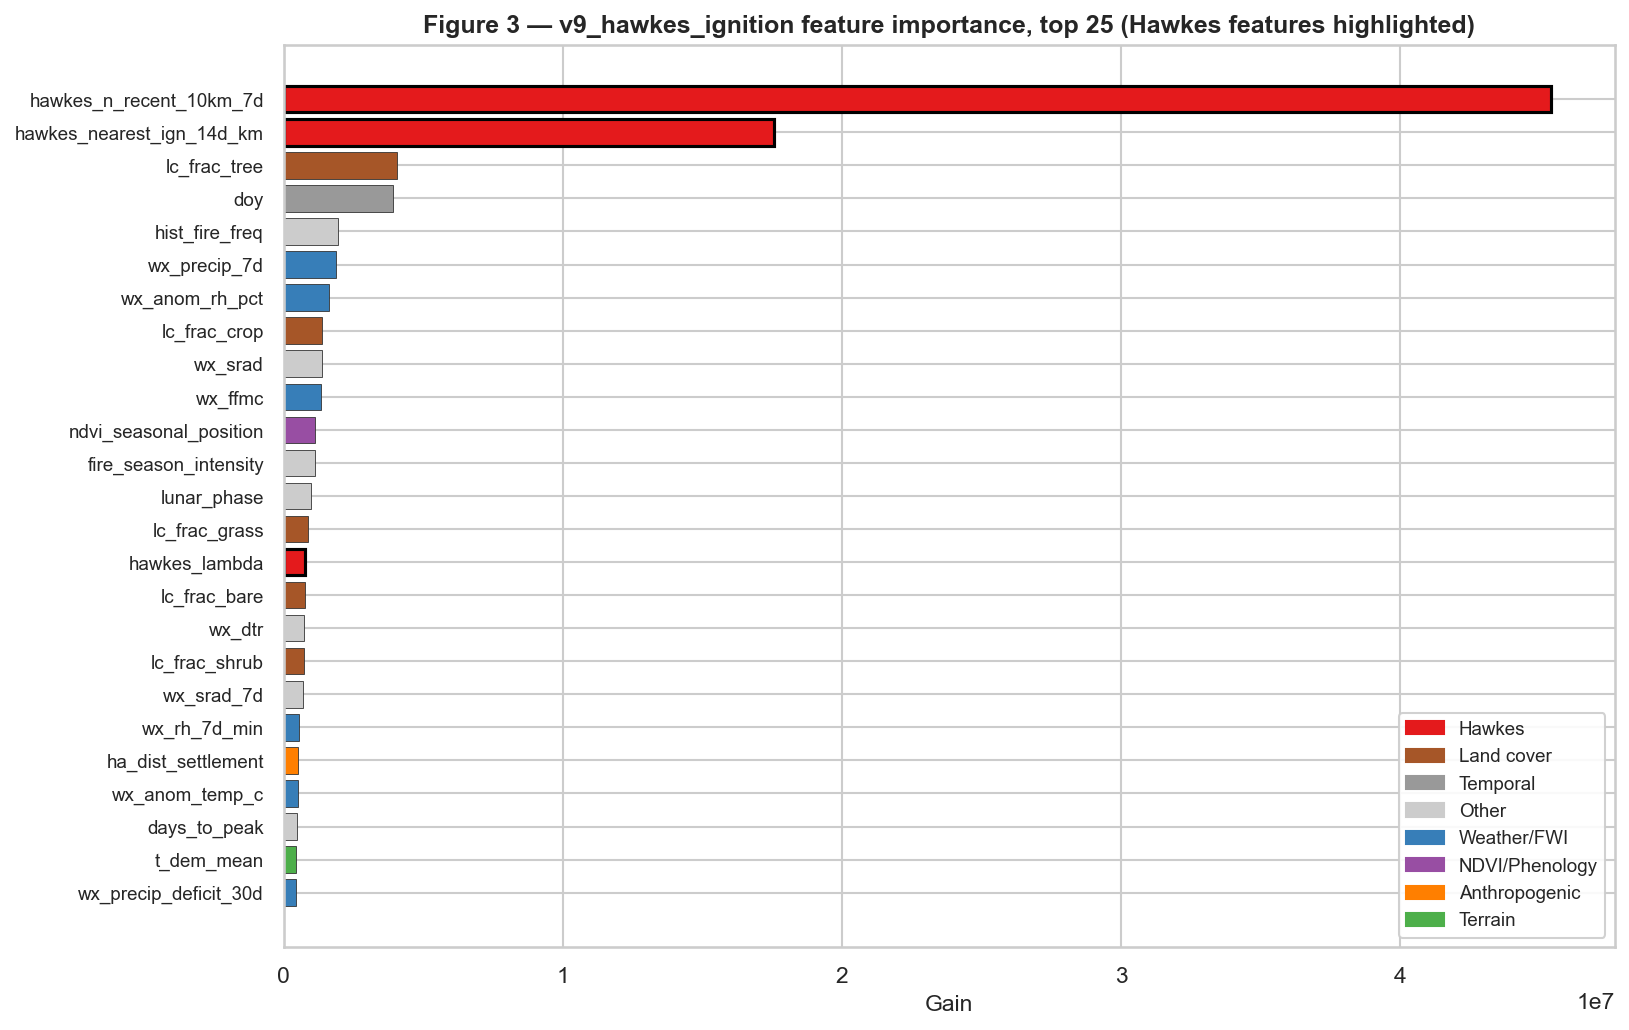 Figure 3 — v9_hawkes_ignition feature importance, top 25 (Hawkes features highlighted)
hawkes_n_recent_10km_7d
hawkes_nearest_ign_14d_km
lc_frac_tree
doy
hist_fire_freq
wx_precip_7d
wx_anom_rh_pct
lc_frac_crop
wx_srad
wx_ffmc
ndvi_seasonal_position
fire_season_intensity
lunar_phase
lc_frac_grass
hawkes_lambda
lc_frac_bare
wx_dtr
lc_frac_shrub
wx_srad_7d
wx_rh_7d_min
ha_dist_settlement
wx_anom_temp_c
days_to_peak
t_dem_mean
wx_precip_deficit_30d
Hawkes
Land cover
Temporal
Other
Weather/FWI
NDVI/Phenology
Anthropogenic
Terrain
0 1 2 3 4
1e7
Gain